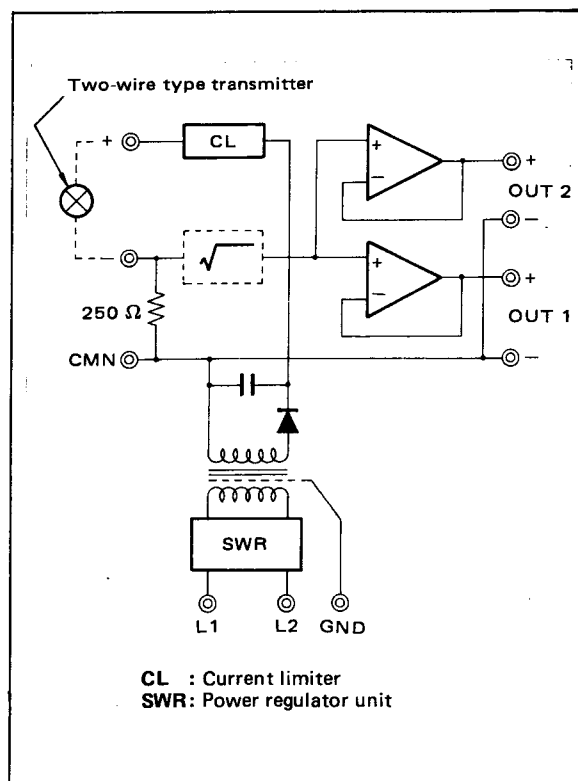 Two-wire type transmitter
+
CL
+
−
+
OUT 2
−
−
√
+
−
+
OUT 1
−
250 Ω
CMN
SWR
L1
L2
GND
CL : Current limiter
SWR: Power regulator unit